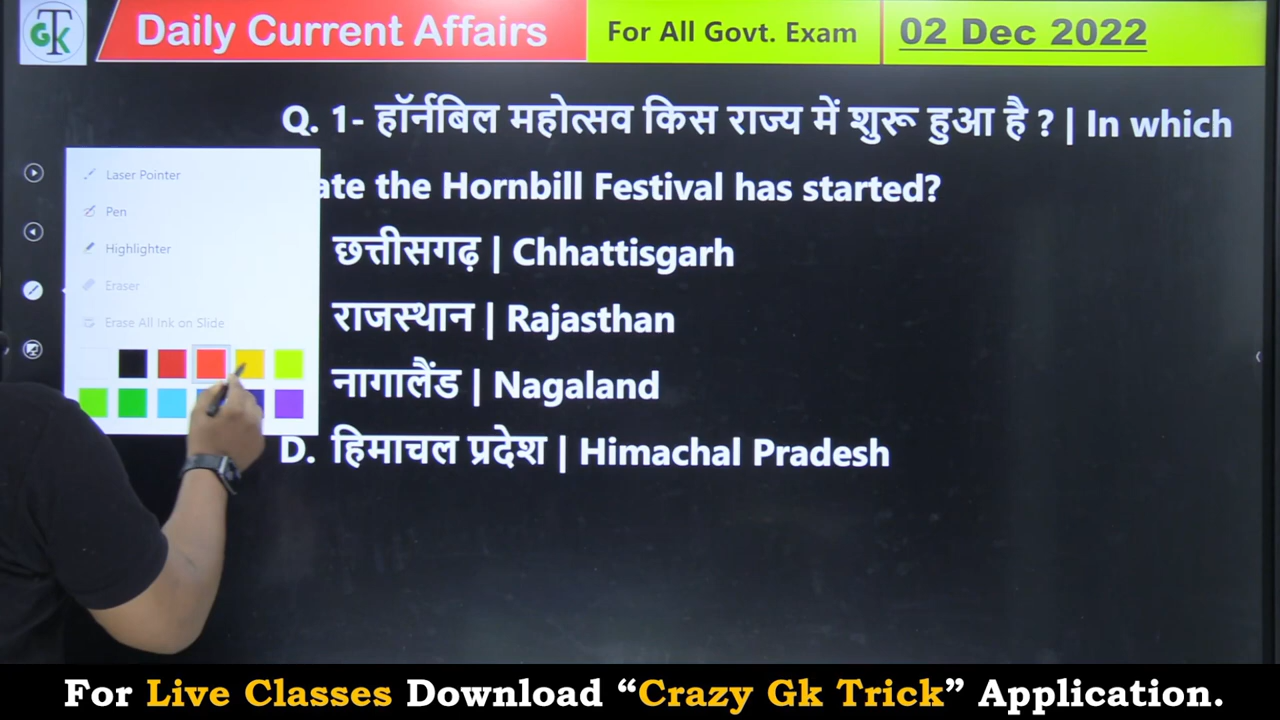 TGK
Daily Current Affairs
For All Govt. Exam
02 Dec 2022
Q. 1- हॉर्नबिल महोत्सव किस राज्य में शुरू हुआ है ? | In which
ate the Hornbill Festival has started?
Laser Pointer
Pen
Highlighter
Eraser
Erase All Ink on Slide
छत्तीसगढ़ | Chhattisgarh
राजस्थान | Rajasthan
नागालैंड | Nagaland
D. हिमाचल प्रदेश | Himachal Pradesh
For Live Classes Download “Crazy Gk Trick” Application.